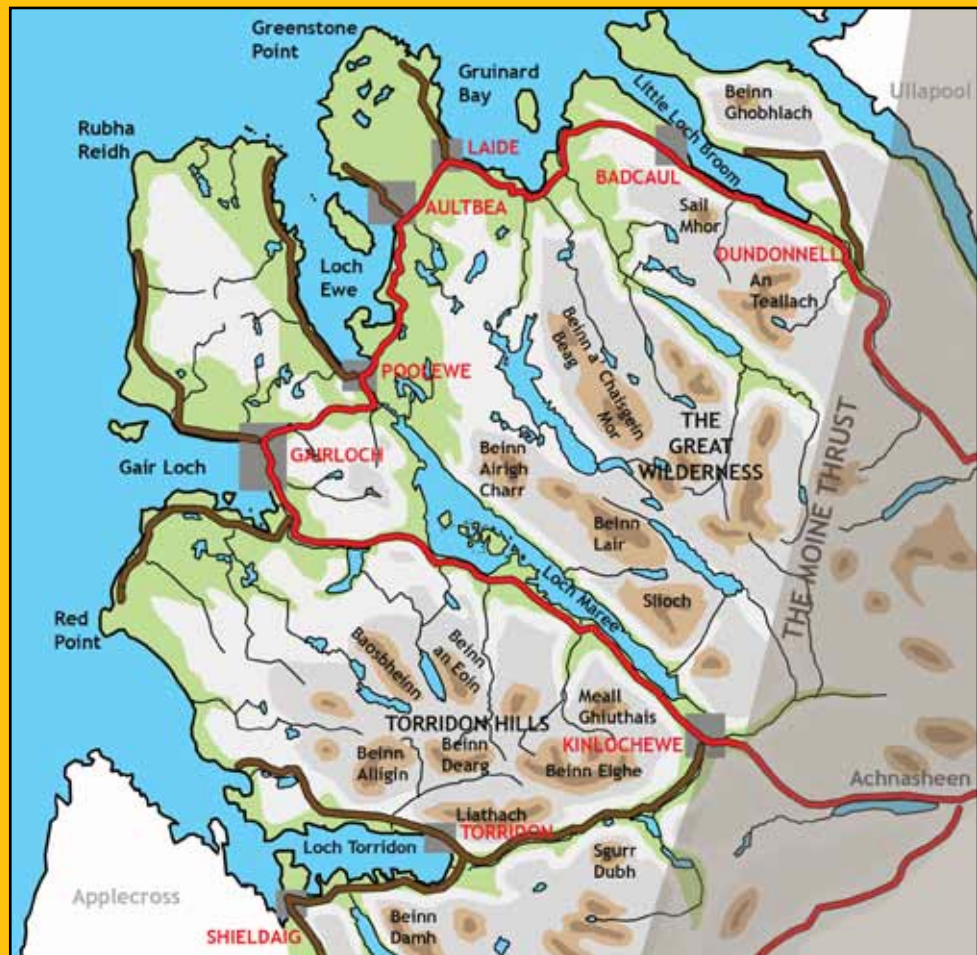 Greenstone
Point
Gruinard
Bay
Beinn
Ghobhlach
Ullapool
Little Loch Broom
Rubha
Reidh
LAIDE
BADCAUL
AULTBEA
Sail
Mhor
DUNDONNELL
Loch
Ewe
An
Teallach
Beinn a Chaisgein
Beag
Mor
POOLEWE
THE
GREAT
WILDERNESS
THE MOINE THRUST
Gair Loch
GAIRLOCH
Beinn
Airigh
Charr
Beinn
Lair
Loch Maree
Slioch
Red
Point
Baosbheinn
Beinn
an Eoin
Meall
Ghiuthais
TORRIDON HILLS
KINLOCHEWE
Beinn
Alligin
Beinn
Dearg
Beinn Eighe
Achnasheen
Liathach
TORRIDON
Loch Torridon
Sgurr
Dubh
Applecross
SHIELDAIG
Beinn
Damh